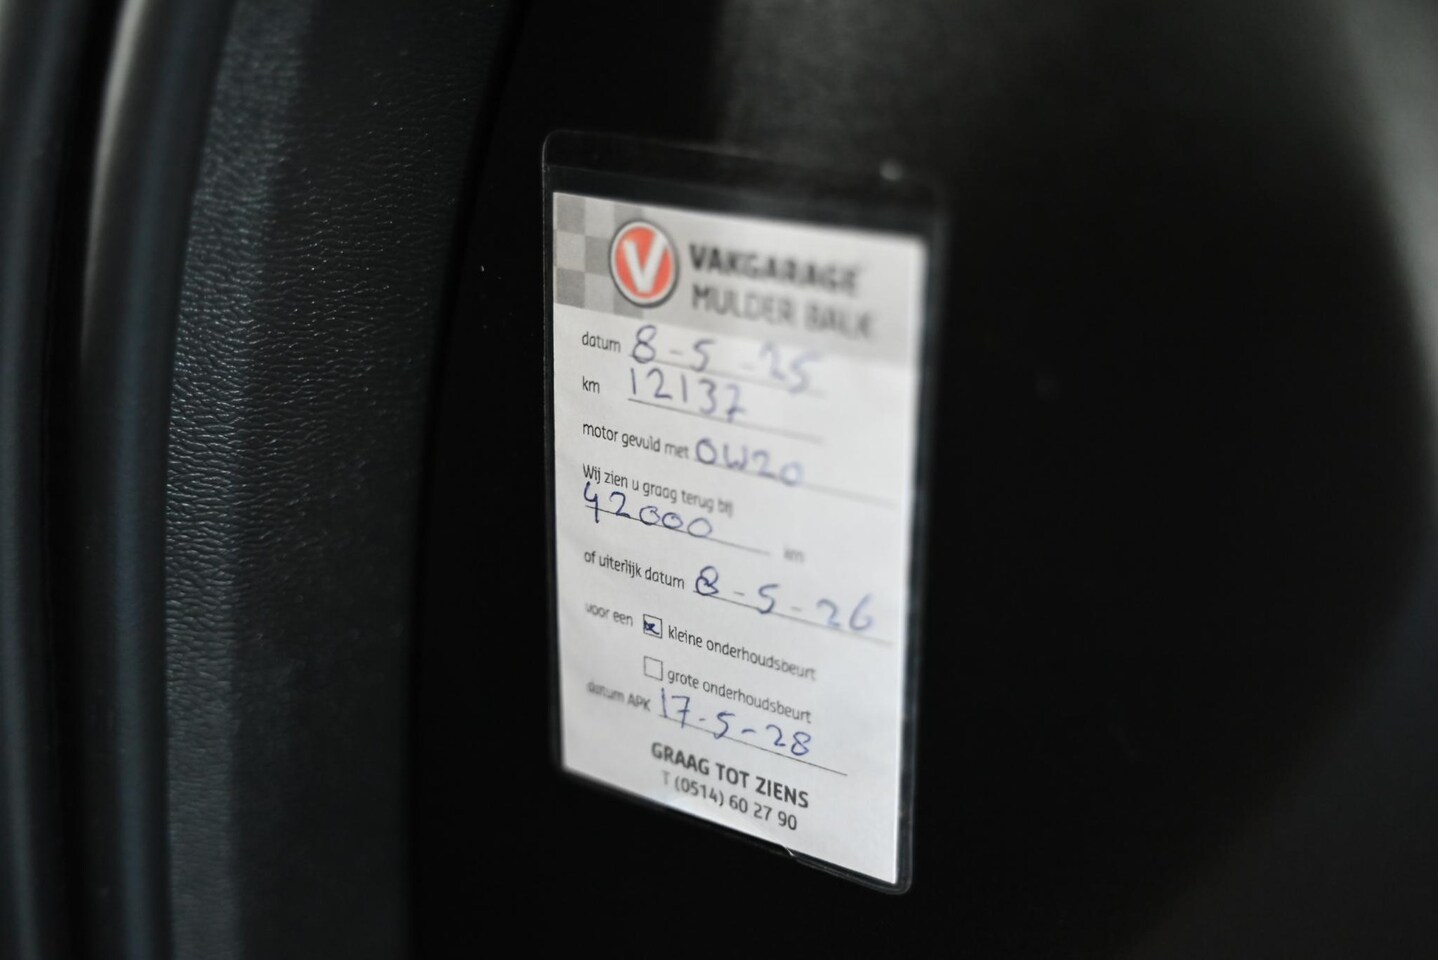 V VAKGARAGE
MULDER BALK
datum 8-5-25
km 12137
motor gevuld met 0W20
Wij zien u graag terug bij
42000 km
of uiterlijk datum 8-5-26
voor een kleine onderhoudsbeurt
grote onderhoudsbeurt
datum APK 17-5-28
GRAAG TOT ZIENS
T (0514) 60 27 90